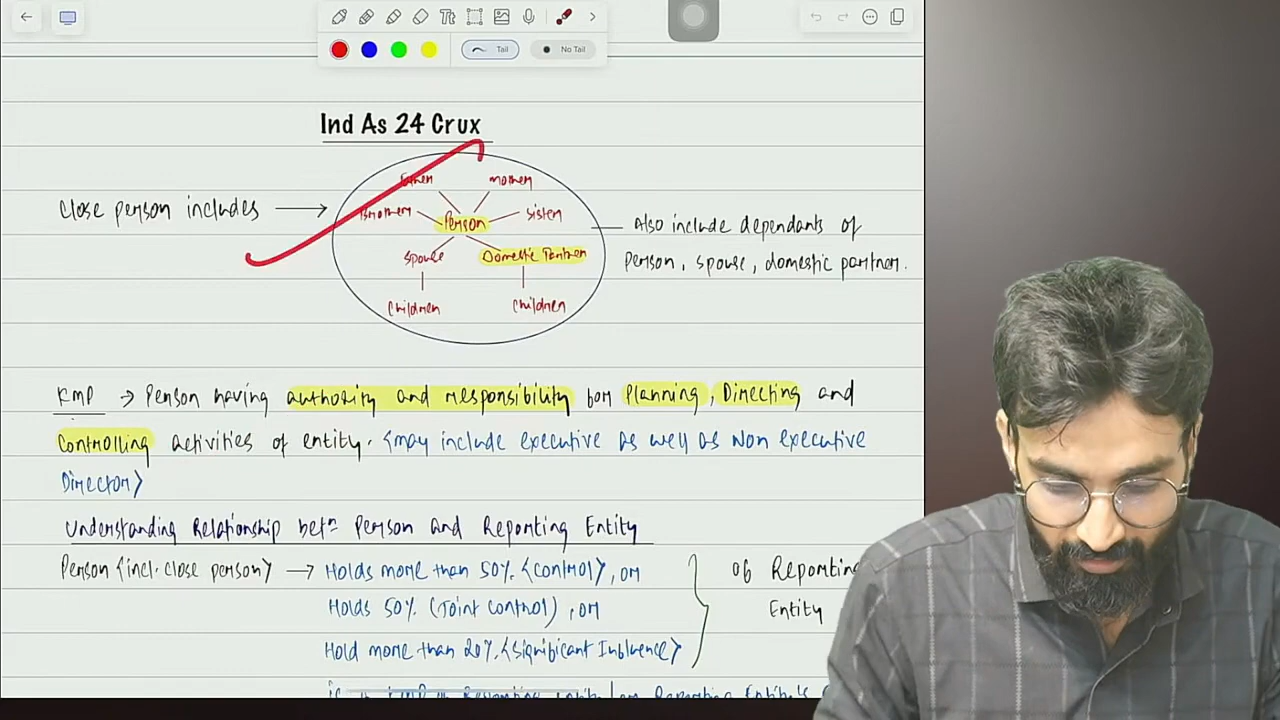 Tail
No Tail
Ind As 24 Crux
Close person includes
Father
mother
Brother
Person
Sister
Spouse
Domestic Partner
Children
Children
Also include dependants of
Person, spouse, domestic partner.
KMP → Person having authority and responsibility for Planning, Directing and
Controlling activities of entity. {may include executive as well as Non executive
Director}
Understanding Relationship betn Person and Reporting Entity
Person {incl. close person} → Holds more than 50%. {control}, or
Holds 50% (Joint control), or
Hold more than 20%. {Significant Influence}
Of Reporting
Entity